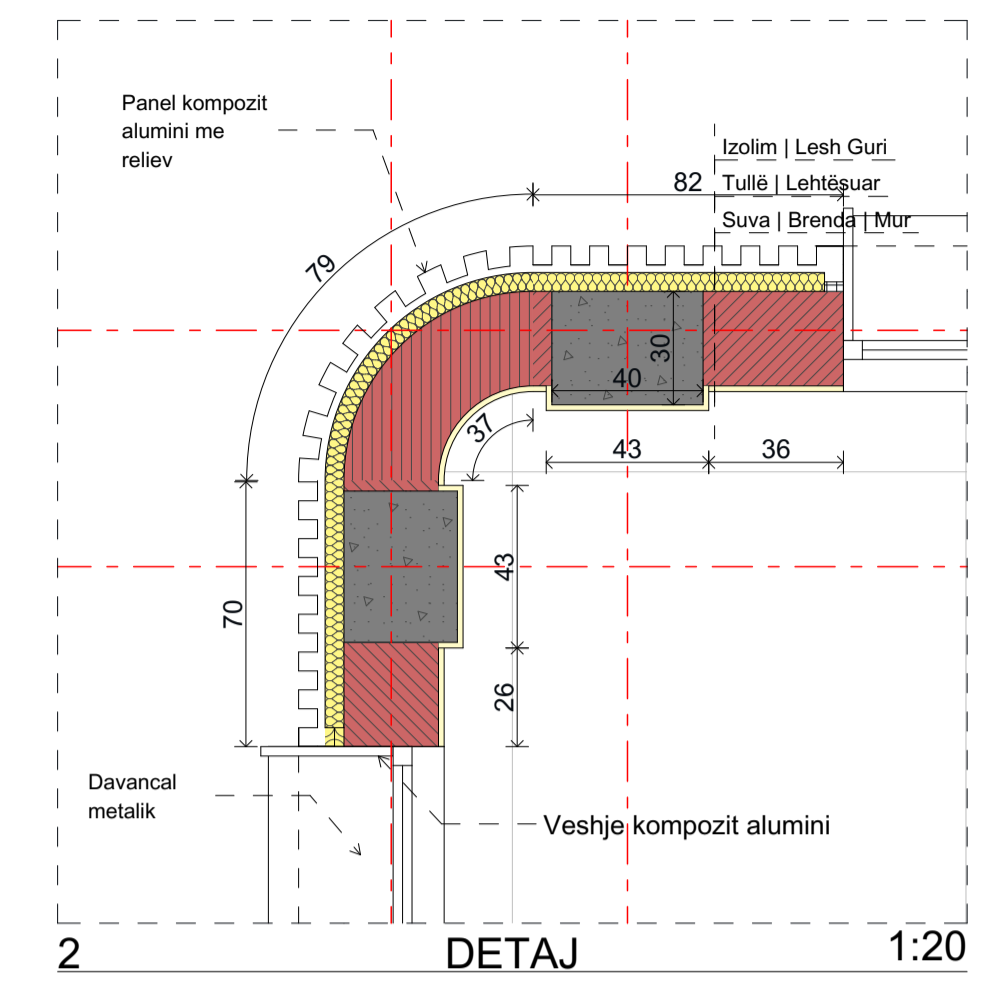 Panel kompozit
alumini me
reliev
Izolim | Lesh Guri
82
Tullë | Lehtësuar
Suva | Brenda | Mur
79
30
40
37
43
36
43
70
26
Davancal
metalik
Veshje kompozit alumini
2
DETAJ
1:20